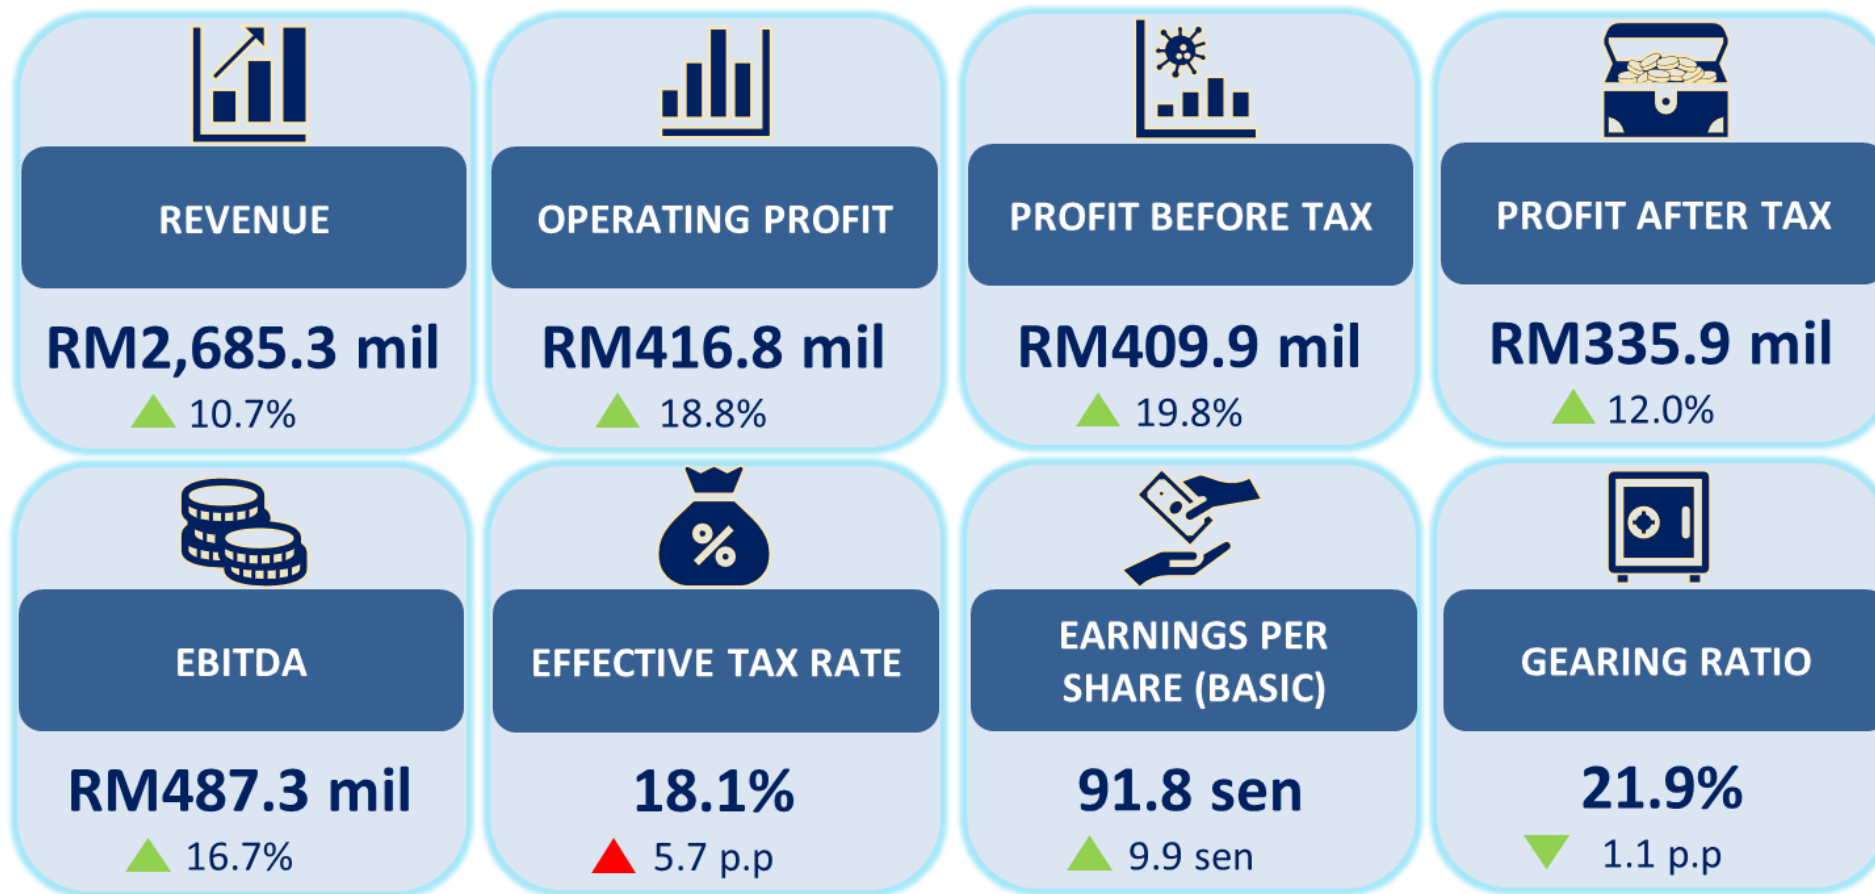 REVENUE
RM2,685.3 mil
10.7%
OPERATING PROFIT
RM416.8 mil
18.8%
PROFIT BEFORE TAX
RM409.9 mil
19.8%
PROFIT AFTER TAX
RM335.9 mil
12.0%
EBITDA
RM487.3 mil
16.7%
%
EFFECTIVE TAX RATE
18.1%
5.7 p.p
EARNINGS PER
SHARE (BASIC)
91.8 sen
9.9 sen
GEARING RATIO
21.9%
1.1 p.p